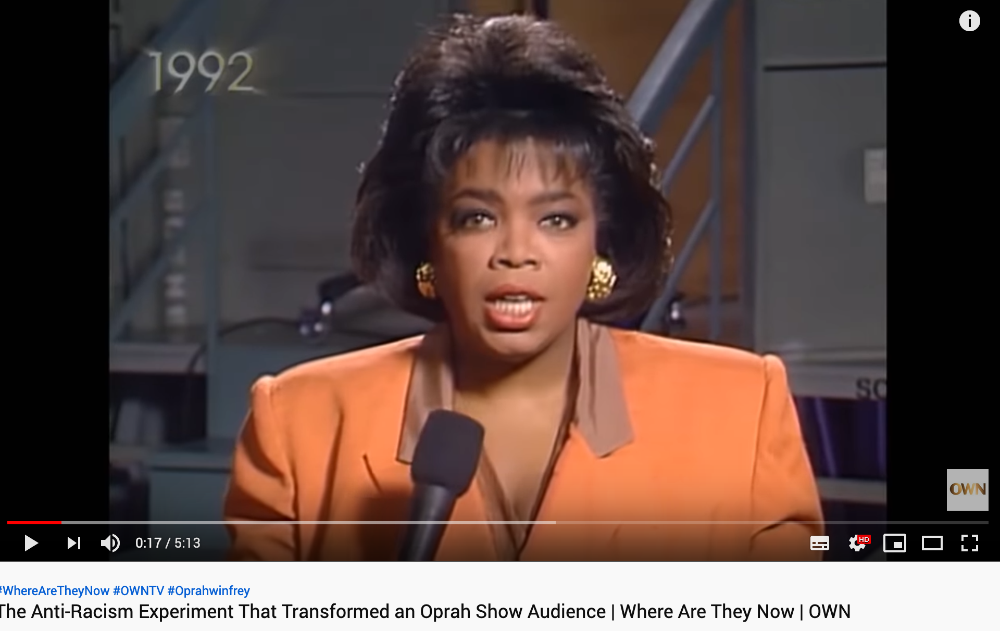 1992
SC
OWN
HD
0:17 / 5:13
#WhereAreTheyNow #OWNTV #Oprahwinfrey
The Anti-Racism Experiment That Transformed an Oprah Show Audience | Where Are They Now | OWN